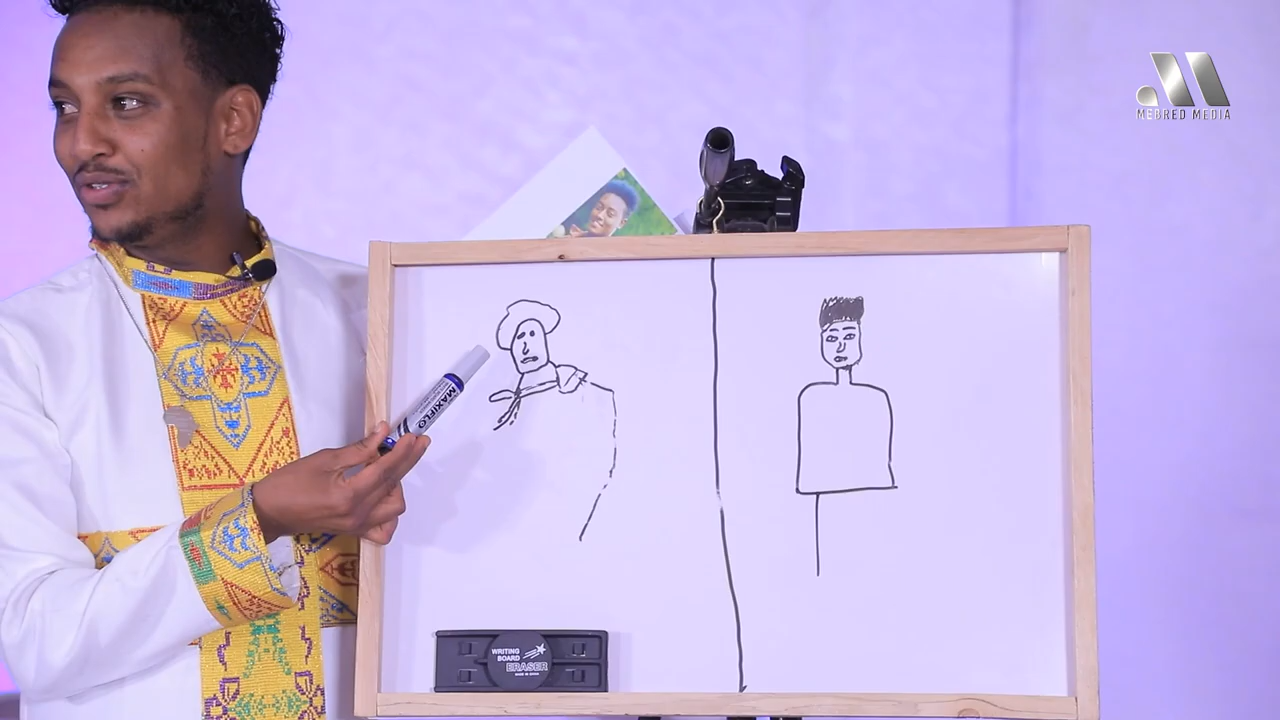 MEBRED MEDIA
MAXIFLO
WRITING
BOARD
ERASER